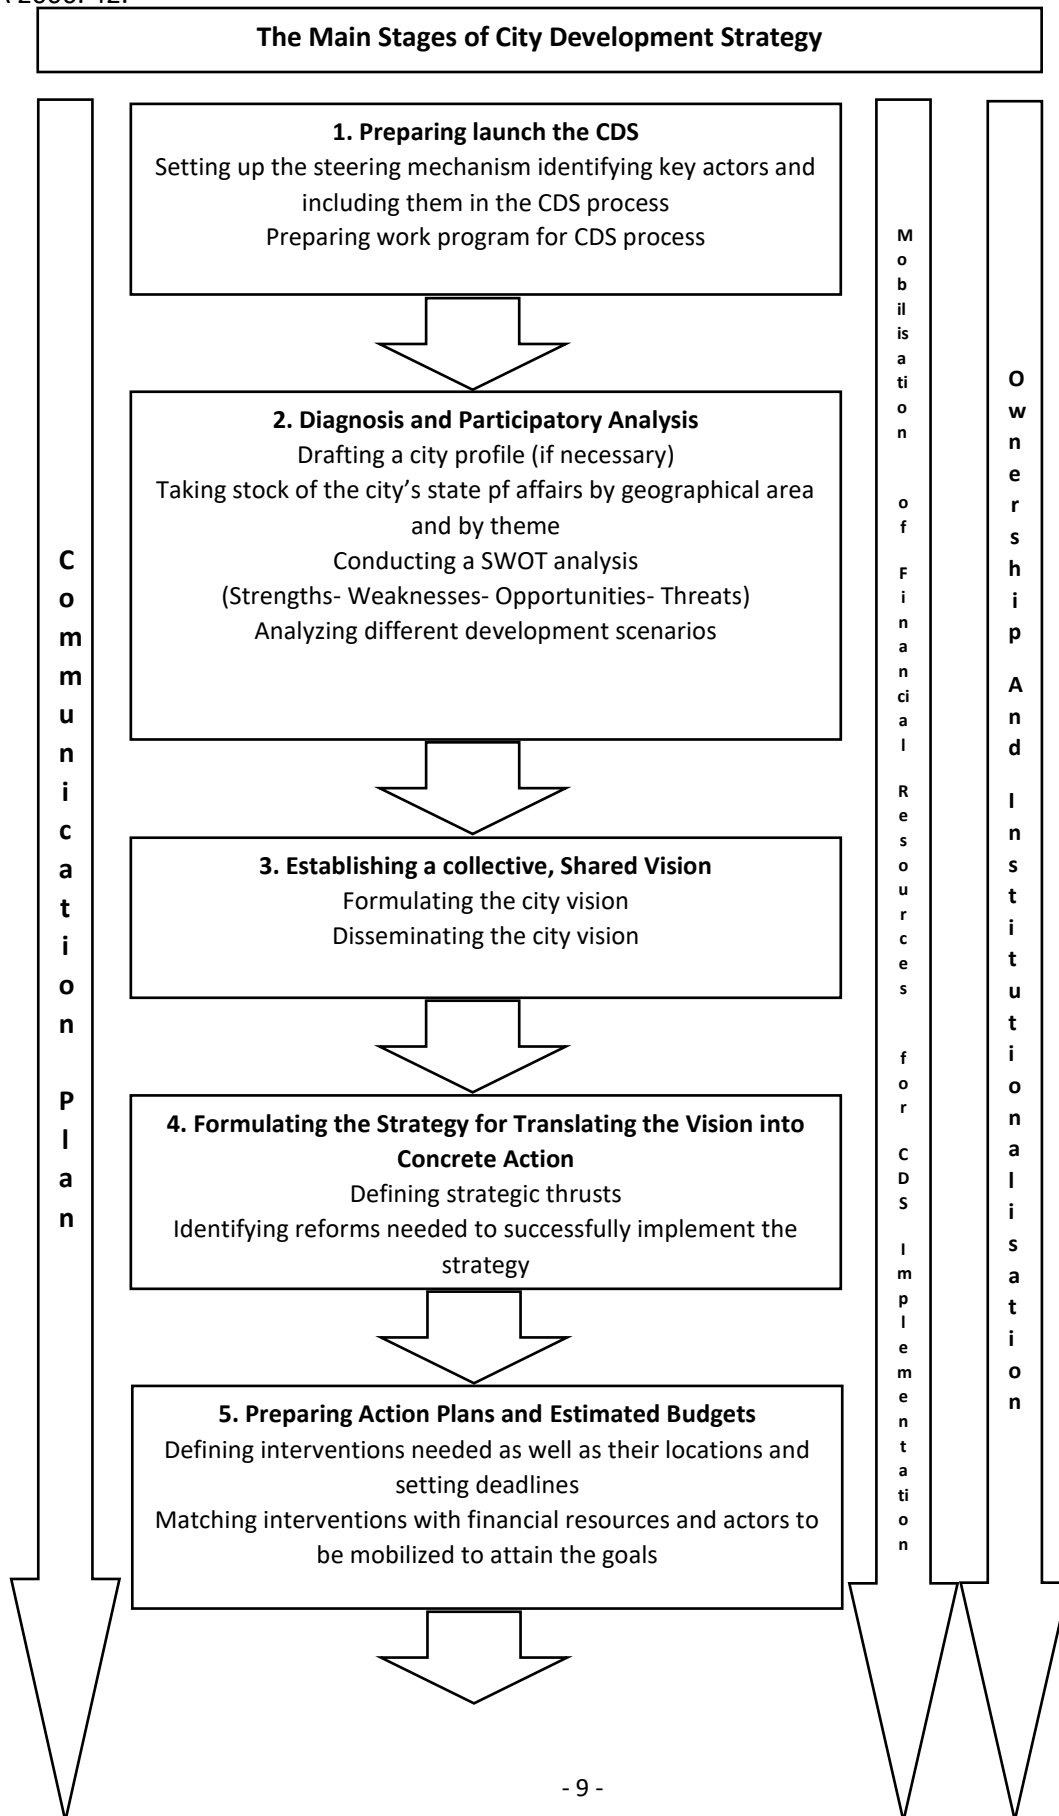 The Main Stages of City Development Strategy
1. Preparing launch the CDS
Setting up the steering mechanism identifying key actors and
including them in the CDS process
Preparing work program for CDS process
2. Diagnosis and Participatory Analysis
Drafting a city profile (if necessary)
Taking stock of the city’s state pf affairs by geographical area
and by theme
Conducting a SWOT analysis
(Strengths- Weaknesses- Opportunities- Threats)
Analyzing different development scenarios
3. Establishing a collective, Shared Vision
Formulating the city vision
Disseminating the city vision
4. Formulating the Strategy for Translating the Vision into
Concrete Action
Defining strategic thrusts
Identifying reforms needed to successfully implement the
strategy
5. Preparing Action Plans and Estimated Budgets
Defining interventions needed as well as their locations and
setting deadlines
Matching interventions with financial resources and actors to
be mobilized to attain the goals
Communication Plan
Mobilisation of Financial Resources for CDS Implementation
Ownership And Institutionalisation
- 9 -